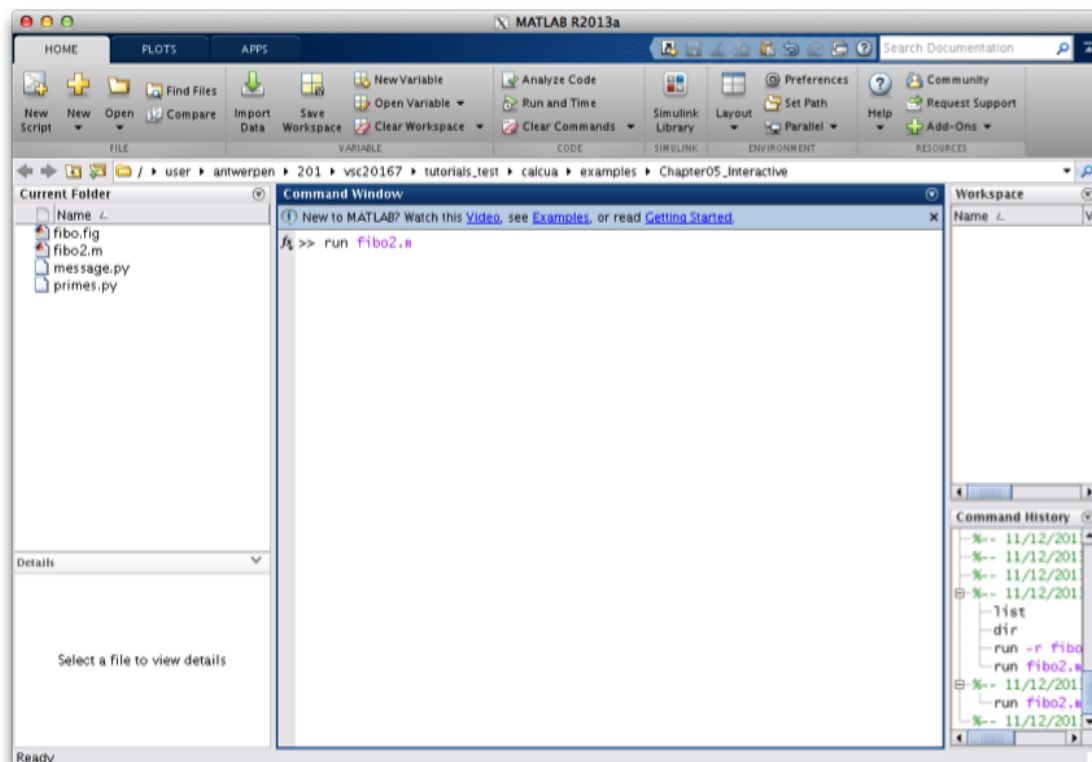 MATLAB R2013a
HOME PLOTS APPS
Search Documentation
New Script
New
Open
Find Files
Compare
FILE
Import Data
Save Workspace
New Variable
Open Variable
Clear Workspace
VARIABLE
Analyze Code
Run and Time
Clear Commands
CODE
Simulink Library
SIMULINK
Layout
Preferences
Set Path
Parallel
ENVIRONMENT
Help
Community
Request Support
Add-Ons
RESOURCES
/ user antwerpen 201 vsc20167 tutorials_test calcua examples Chapter05_Interactive
Current Folder
Name
fibo.fig
fibo2.m
message.py
primes.py
Details
Select a file to view details
Command Window
New to MATLAB? Watch this Video, see Examples, or read Getting Started.
fx >> run fibo2.m
Workspace
Name V
Command History
%-- 11/12/201
%-- 11/12/201
%-- 11/12/201
%-- 11/12/201
list
dir
run -r fibo
run fibo2.m
%-- 11/12/201
run fibo2.m
%-- 11/12/201
Ready